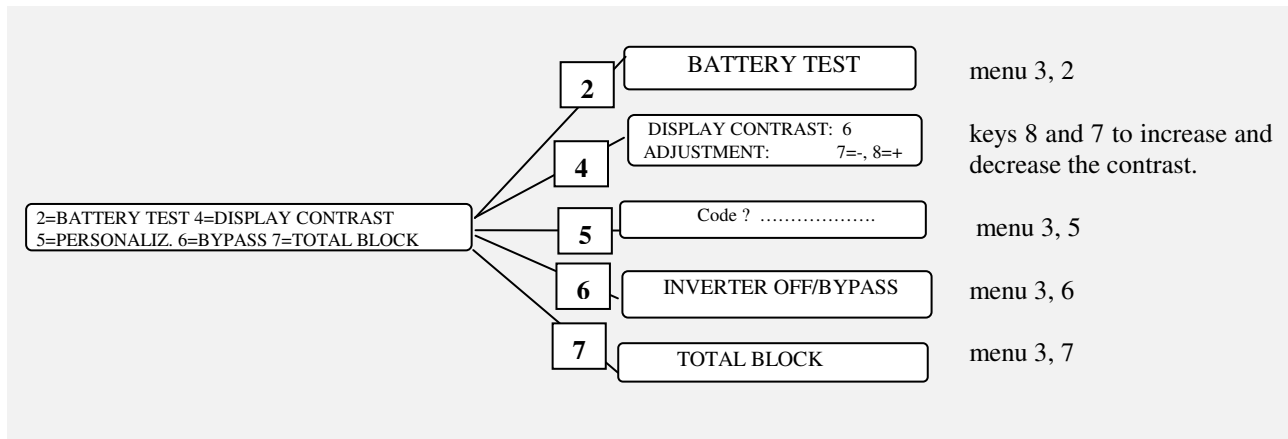 2=BATTERY TEST 4=DISPLAY CONTRAST
5=PERSONALIZ. 6=BYPASS 7=TOTAL BLOCK
2
BATTERY TEST
menu 3, 2
4
DISPLAY CONTRAST: 6
ADJUSTMENT: 7=-, 8=+
keys 8 and 7 to increase and
decrease the contrast.
5
Code ? ...................
menu 3, 5
6
INVERTER OFF/BYPASS
menu 3, 6
7
TOTAL BLOCK
menu 3, 7